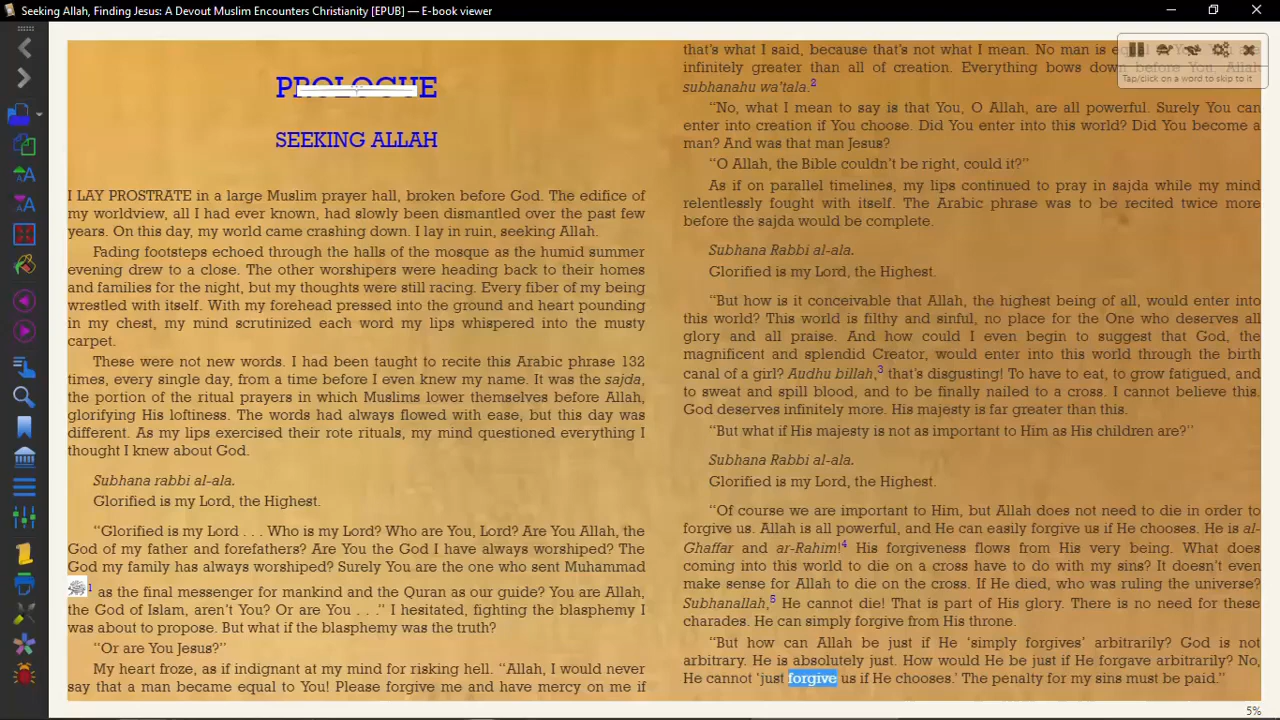 Seeking Allah, Finding Jesus: A Devout Muslim Encounters Christianity [EPUB] — E-book viewer
PROLOGUE
SEEKING ALLAH
I LAY PROSTRATE in a large Muslim prayer hall, broken before God. The edifice of
my worldview, all I had ever known, had slowly been dismantled over the past few
years. On this day, my world came crashing down. I lay in ruin, seeking Allah.
Fading footsteps echoed through the halls of the mosque as the humid summer
evening drew to a close. The other worshipers were heading back to their homes
and families for the night, but my thoughts were still racing. Every fiber of my being
wrestled with itself. With my forehead pressed into the ground and heart pounding
in my chest, my mind scrutinized each word my lips whispered into the musty
carpet.
These were not new words. I had been taught to recite this Arabic phrase 132
times, every single day, from a time before I even knew my name. It was the sajda,
the portion of the ritual prayers in which Muslims lower themselves before Allah,
glorifying His loftiness. The words had always flowed with ease, but this day was
different. As my lips exercised their rote rituals, my mind questioned everything I
thought I knew about God.
Subhana rabbi al-ala.
Glorified is my Lord, the Highest.
“Glorified is my Lord . . . Who is my Lord? Who are You, Lord? Are You Allah, the
God of my father and forefathers? Are You the God I have always worshiped? The
God my family has always worshiped? Surely You are the one who sent Muhammad
1 as the final messenger for mankind and the Quran as our guide? You are Allah,
the God of Islam, aren’t You? Or are You . . .” I hesitated, fighting the blasphemy I
was about to propose. But what if the blasphemy was the truth?
“Or are You Jesus?”
My heart froze, as if indignant at my mind for risking hell. “Allah, I would never
say that a man became equal to You! Please forgive me and have mercy on me if
that’s what I said, because that’s not what I mean. No man is
infinitely greater than all of creation. Everything bows down before You, Allah
subhanahu wa’tala.2
“No, what I mean to say is that You, O Allah, are all powerful. Surely You can
enter into creation if You choose. Did You enter into this world? Did You become a
man? And was that man Jesus?
“O Allah, the Bible couldn’t be right, could it?”
As if on parallel timelines, my lips continued to pray in sajda while my mind
relentlessly fought with itself. The Arabic phrase was to be recited twice more
before the sajda would be complete.
Subhana Rabbi al-ala.
Glorified is my Lord, the Highest.
“But how is it conceivable that Allah, the highest being of all, would enter into
this world? This world is filthy and sinful, no place for the One who deserves all
glory and all praise. And how could I even begin to suggest that God, the
magnificent and splendid Creator, would enter into this world through the birth
canal of a girl? Audhu billah,3 that’s disgusting! To have to eat, to grow fatigued, and
to sweat and spill blood, and to be finally nailed to a cross. I cannot believe this.
God deserves infinitely more. His majesty is far greater than this.
“But what if His majesty is not as important to Him as His children are?”
Subhana Rabbi al-ala.
Glorified is my Lord, the Highest.
“Of course we are important to Him, but Allah does not need to die in order to
forgive us. Allah is all powerful, and He can easily forgive us if He chooses. He is al-
Ghaffar and ar-Rahim!4 His forgiveness flows from His very being. What does
coming into this world to die on a cross have to do with my sins? It doesn’t even
make sense for Allah to die on the cross. If He died, who was ruling the universe?
Subhanallah,5 He cannot die! That is part of His glory. There is no need for these
charades. He can simply forgive from His throne.
“But how can Allah be just if He ‘simply forgives’ arbitrarily? God is not
arbitrary. He is absolutely just. How would He be just if He forgave arbitrarily? No,
He cannot ‘just forgive us if He chooses.’ The penalty for my sins must be paid.”
Tap/click on a word to skip to it
5%